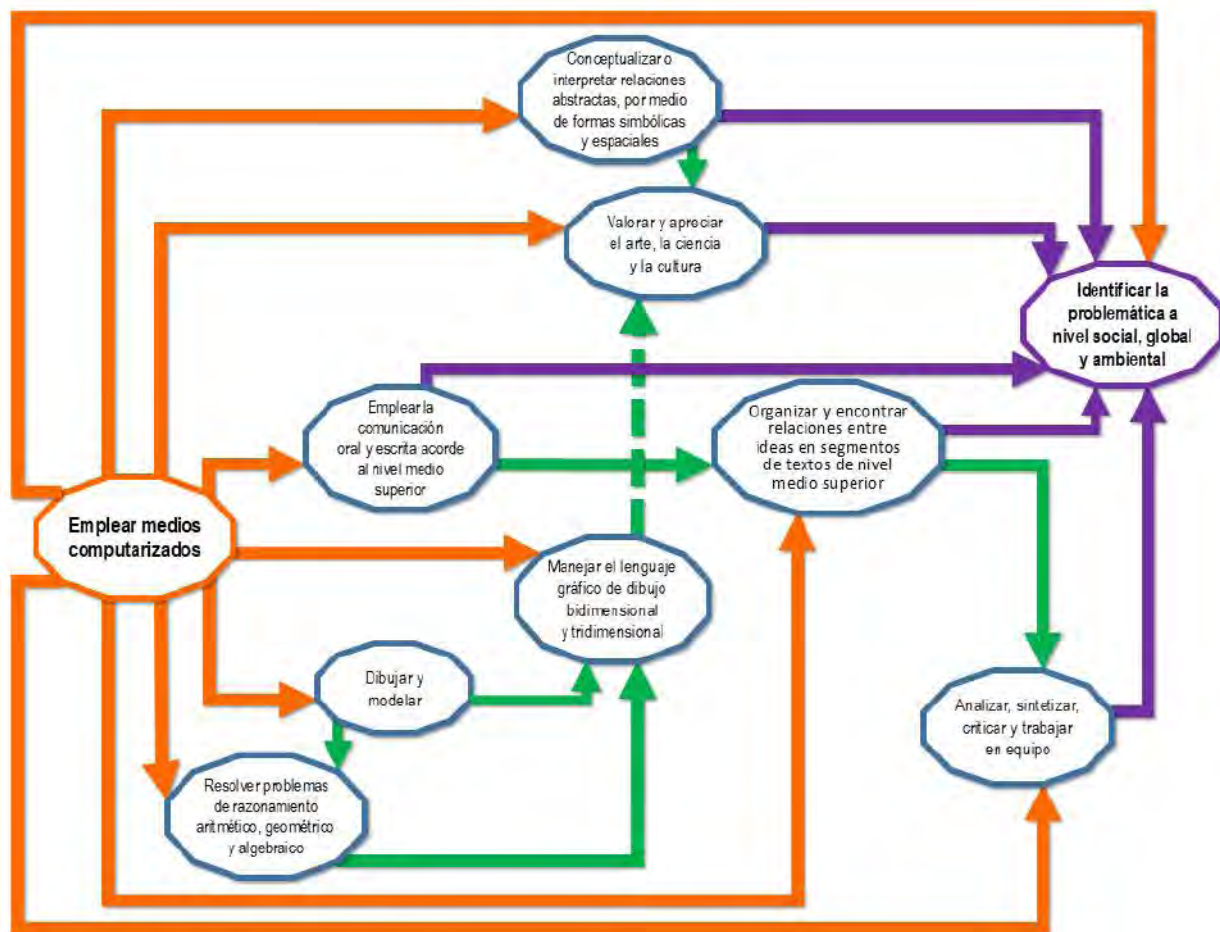 Conceptualizar o
interpretar relaciones
abstractas, por medio
de formas simbólicas
y espaciales
Valorar y apreciar
el arte, la ciencia
y la cultura
Identificar la
problemática a
nivel social, global
y ambiental
Emplear la
comunicación
oral y escrita acorde
al nivel medio
superior
Organizar y encontrar
relaciones entre
ideas en segmentos
de textos de nivel
medio superior
Emplear medios
computarizados
Manejar el lenguaje
gráfico de dibujo
bidimensional
y tridimensional
Dibujar y
modelar
Analizar, sintetizar,
criticar y trabajar
en equipo
Resolver problemas
de razonamiento
aritmético, geométrico
y algebraico